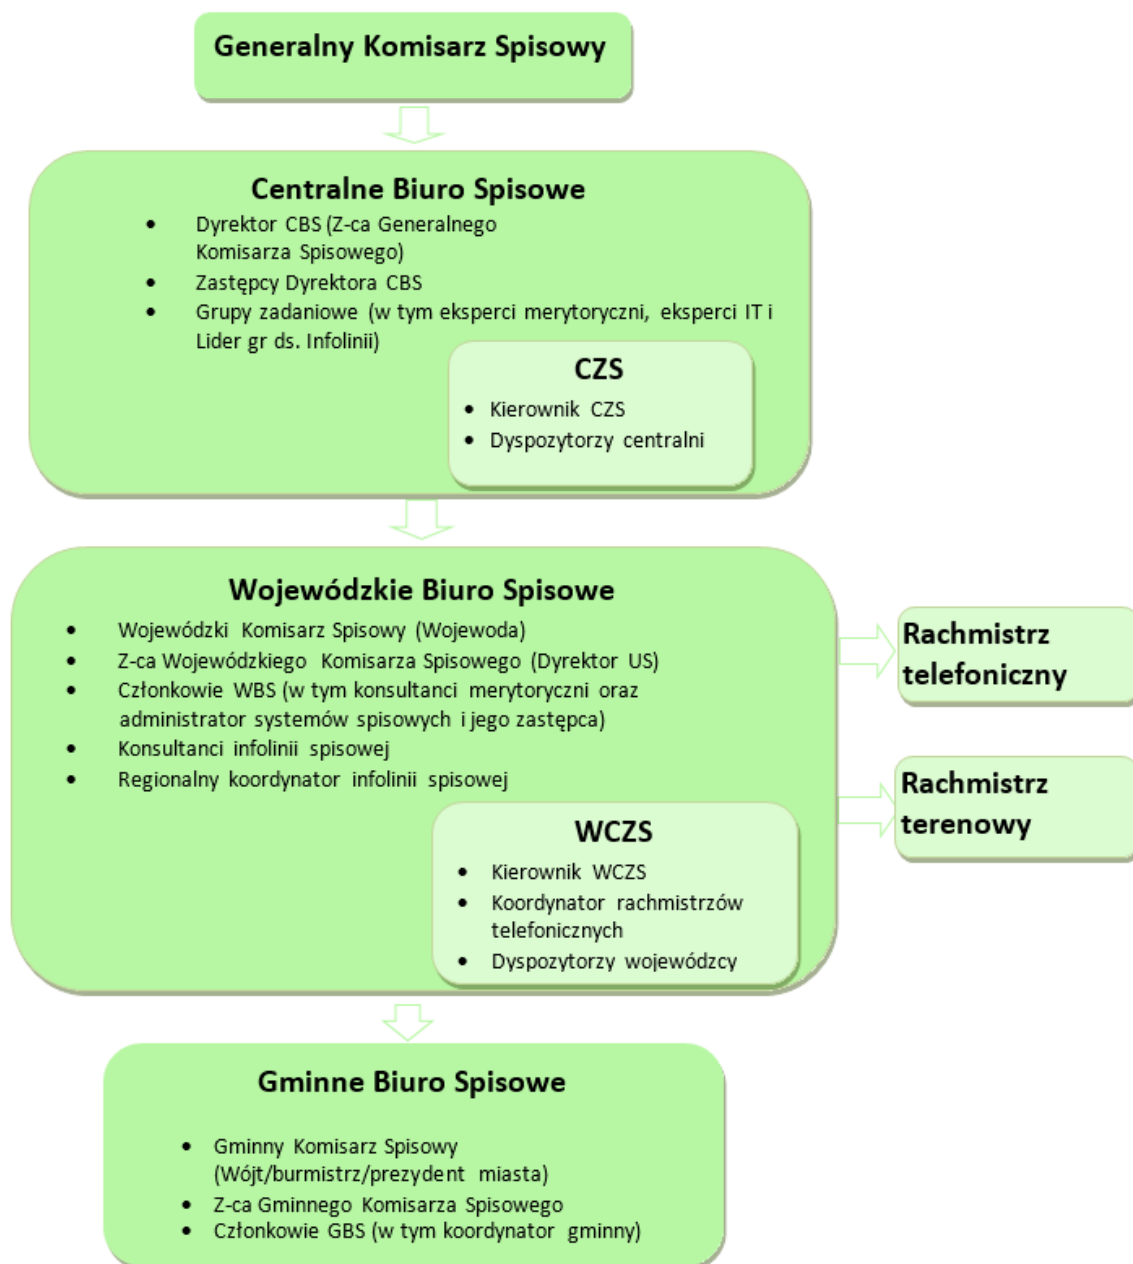 Generalny Komisarz Spisowy
Centralne Biuro Spisowe
• Dyrektor CBS (Z-ca Generalnego
Komisarza Spisowego)
• Zastępcy Dyrektora CBS
• Grupy zadaniowe (w tym eksperci merytoryczni, eksperci IT i
Lider gr ds. Infolinii)
CZS
• Kierownik CZS
• Dyspozytorzy centralni
Wojewódzkie Biuro Spisowe
• Wojewódzki Komisarz Spisowy (Wojewoda)
• Z-ca Wojewódzkiego Komisarza Spisowego (Dyrektor US)
• Członkowie WBS (w tym konsultanci merytoryczni oraz
administrator systemów spisowych i jego zastępca)
• Konsultanci infolinii spisowej
• Regionalny koordynator infolinii spisowej
WCZS
• Kierownik WCZS
• Koordynator rachmistrzów
telefonicznych
• Dyspozytorzy wojewódzcy
Rachmistrz
telefoniczny
Rachmistrz
terenowy
Gminne Biuro Spisowe
• Gminny Komisarz Spisowy
(Wójt/burmistrz/prezydent miasta)
• Z-ca Gminnego Komisarza Spisowego
• Członkowie GBS (w tym koordynator gminny)